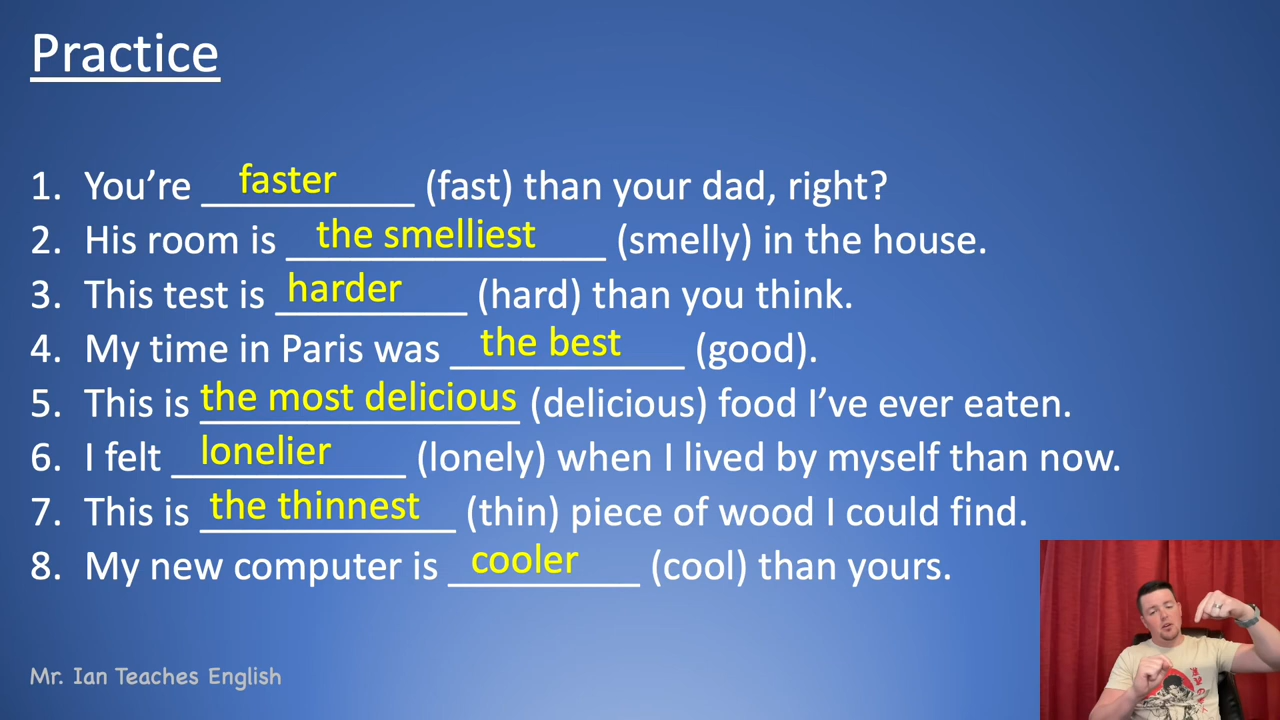 Practice
1. You’re faster (fast) than your dad, right?
2. His room is the smelliest (smelly) in the house.
3. This test is harder (hard) than you think.
4. My time in Paris was the best (good).
5. This is the most delicious (delicious) food I’ve ever eaten.
6. I felt lonelier (lonely) when I lived by myself than now.
7. This is the thinnest (thin) piece of wood I could find.
8. My new computer is cooler (cool) than yours.
Mr. Ian Teaches English